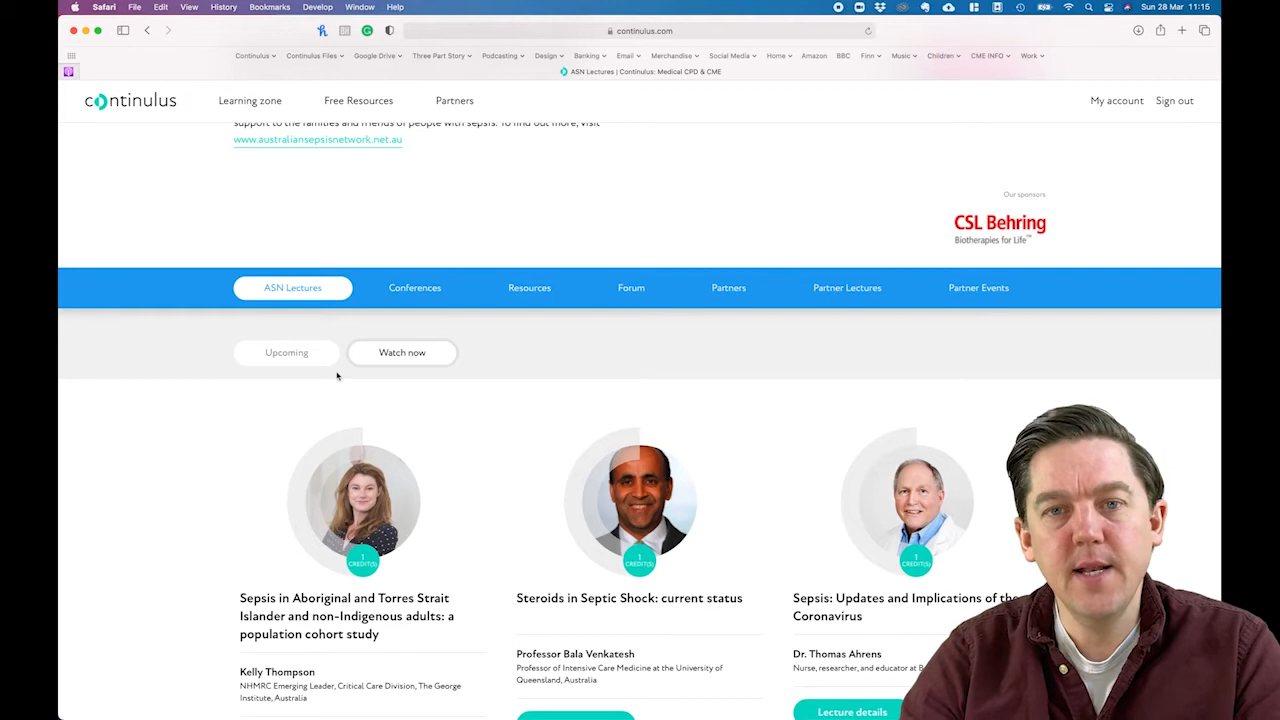 Safari File Edit View History Bookmarks Develop Window Help
Sun 28 Mar 11:15
continulus.com
Continulus Continulus Files Google Drive Three Part Story Podcasting Design Banking Email Merchandise Social Media Home Amazon BBC Finn Music Children CME INFO Work
ASN Lectures | Continulus: Medical CPD & CME
continulus Learning zone Free Resources Partners My account Sign out
support to the families and friends of people with sepsis. To find out more, visit
www.australiansepsisnetwork.net.au
Our sponsors
CSL Behring
Biotherapies for Life™
ASN Lectures Conferences Resources Forum Partners Partner Lectures Partner Events
Upcoming Watch now
1
CREDIT(S)
1
CREDIT(S)
1
CREDIT(S)
Sepsis in Aboriginal and Torres Strait
Islander and non-Indigenous adults: a
population cohort study
Kelly Thompson
NHMRC Emerging Leader, Critical Care Division, The George
Institute, Australia
Steroids in Septic Shock: current status
Professor Bala Venkatesh
Professor of Intensive Care Medicine at the University of
Queensland, Australia
Sepsis: Updates and Implications of the
Coronavirus
Dr. Thomas Ahrens
Nurse, researcher, and educator at
Lecture details